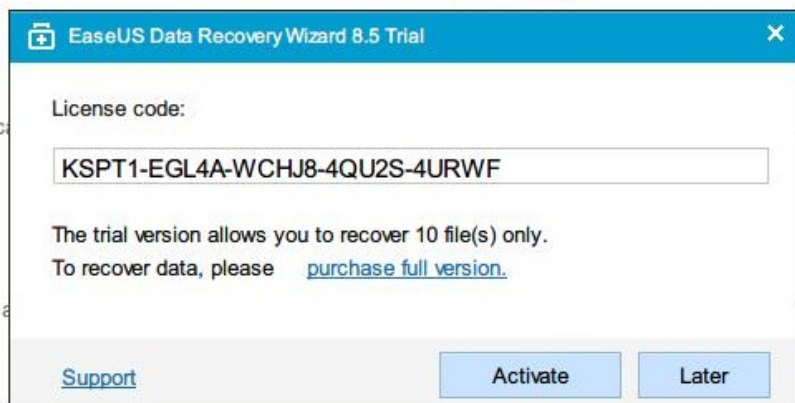 EaseUS Data Recovery Wizard 8.5 Trial
License code:
KSPT1-EGL4A-WCHJ8-4QU2S-4URWF
The trial version allows you to recover 10 file(s) only.
To recover data, please purchase full version.
Support
Activate
Later